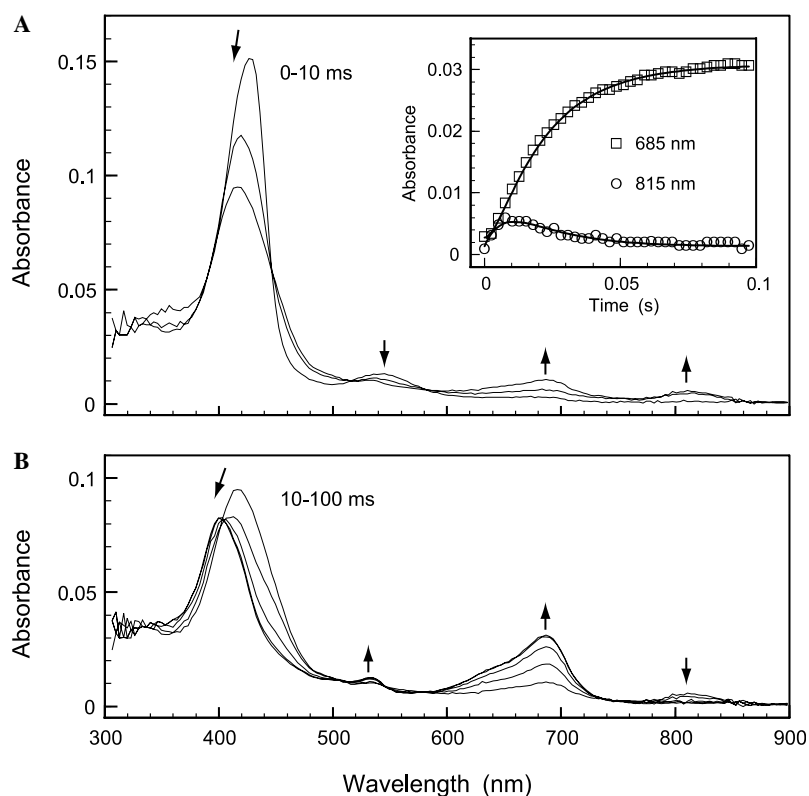 A
0-10 ms
0.15
0.1
0.05
0
Absorbance
0.03
0.02
0.01
0
Absorbance
685 nm
815 nm
0
0.05
0.1
Time (s)
B
10-100 ms
0.1
0.05
0
Absorbance
300
400
500
600
700
800
900
Wavelength (nm)